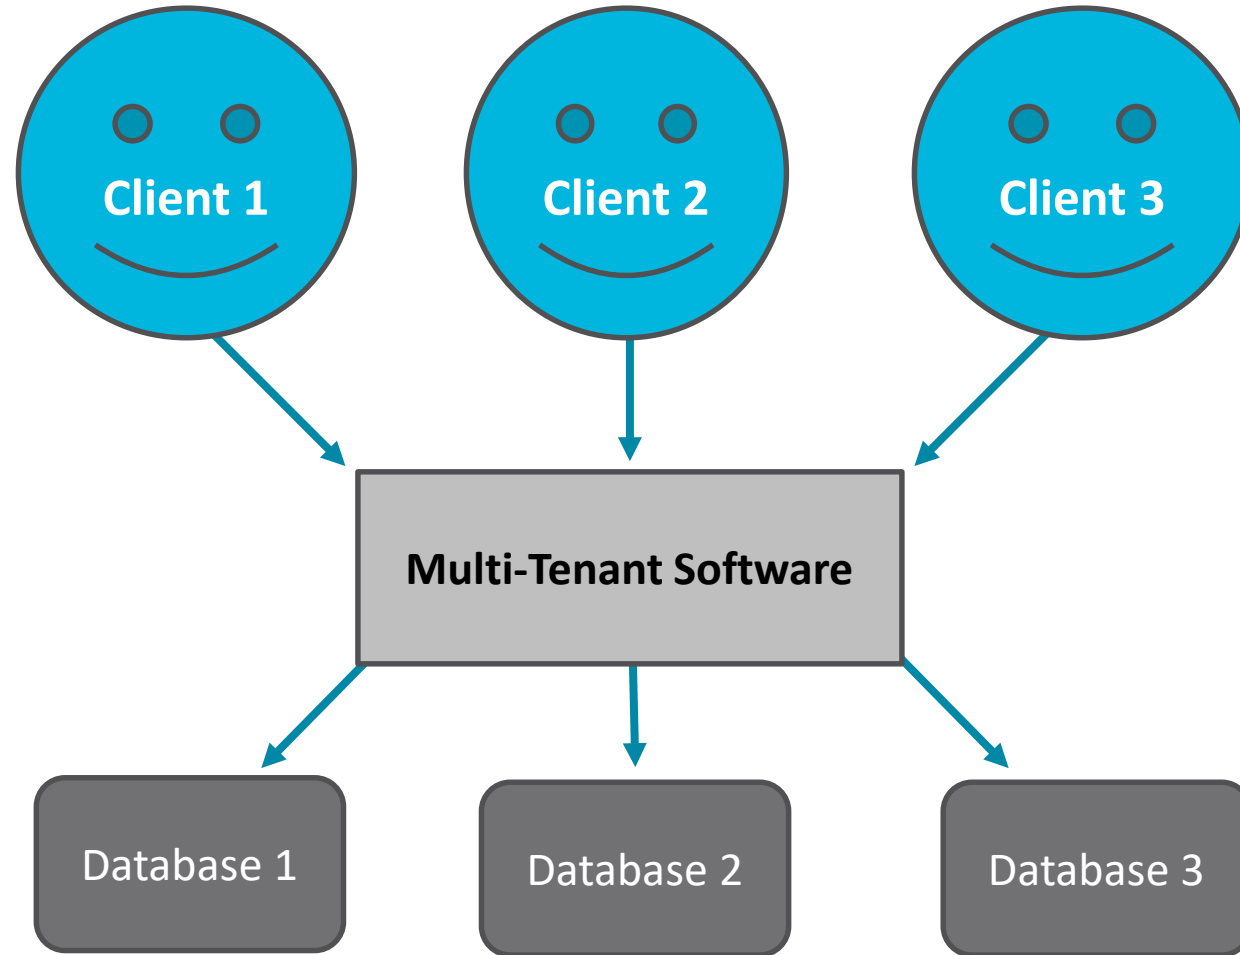 Client 1
Client 2
Client 3
Multi-Tenant Software
Database 1
Database 2
Database 3